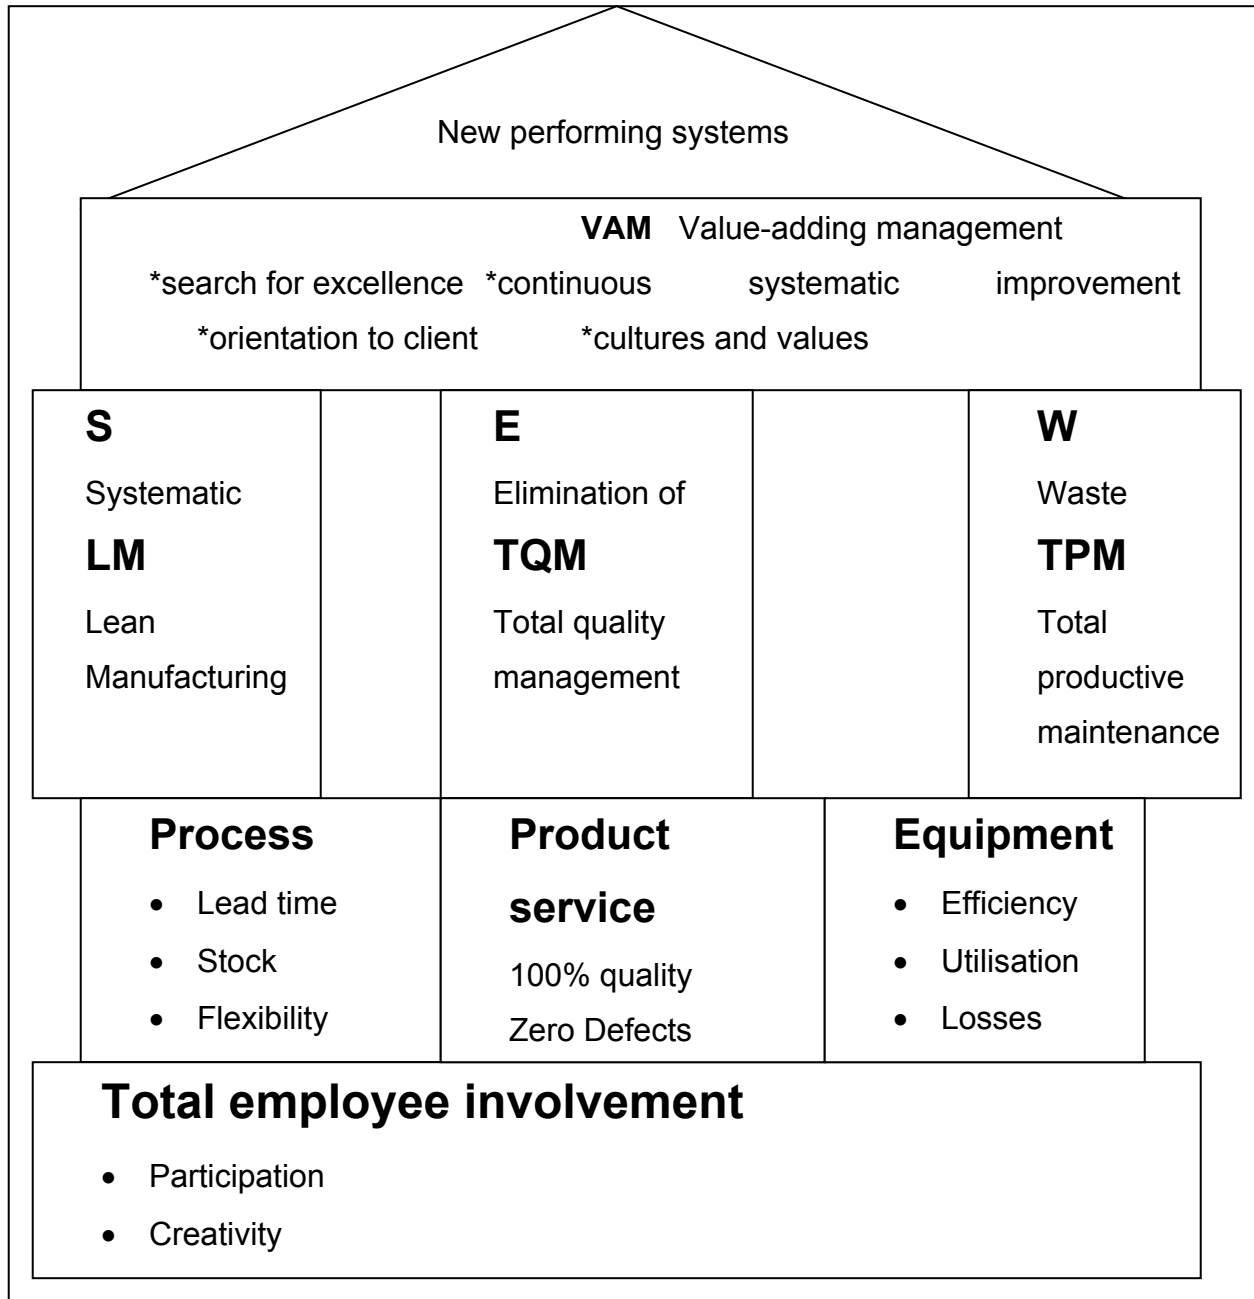 New performing systems
VAM Value-adding management
*search for excellence *continuous systematic improvement
*orientation to client *cultures and values
S
Systematic
LM
Lean
Manufacturing
E
Elimination of
TQM
Total quality
management
W
Waste
TPM
Total
productive
maintenance
Process
• Lead time
• Stock
• Flexibility
Product
service
100% quality
Zero Defects
Equipment
• Efficiency
• Utilisation
• Losses
Total employee involvement
• Participation
• Creativity